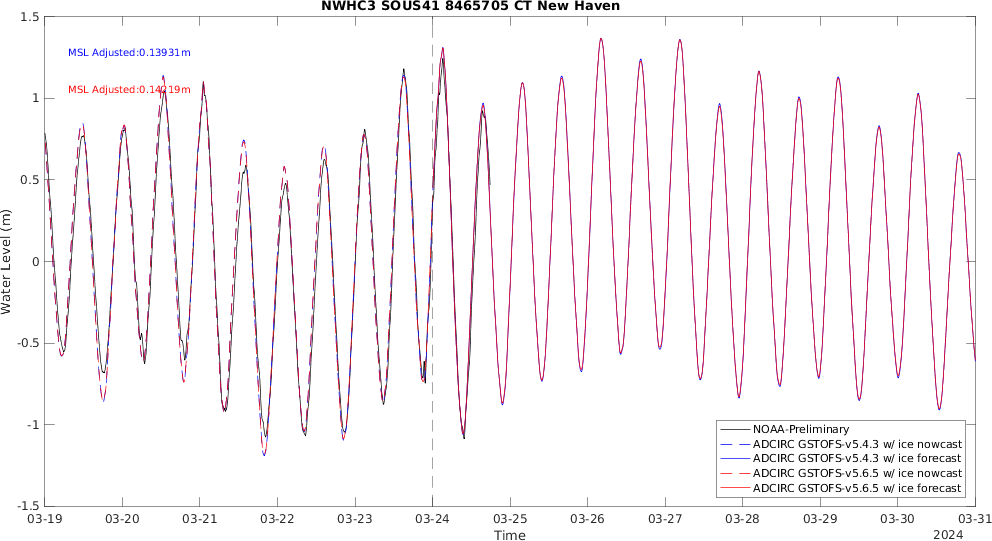 NWHC3 SOUS41 8465705 CT New Haven
1.5
1
0.5
0
-0.5
-1
-1.5
Water Level (m)
MSL Adjusted:0.13931m
MSL Adjusted:0.14219m
NOAA-Preliminary
ADCIRC GSTOFS-v5.4.3 w/ ice nowcast
ADCIRC GSTOFS-v5.4.3 w/ ice forecast
ADCIRC GSTOFS-v5.6.5 w/ ice nowcast
ADCIRC GSTOFS-v5.6.5 w/ ice forecast
03-19 03-20 03-21 03-22 03-23 03-24 03-25 03-26 03-27 03-28 03-29 03-30 03-31
Time
2024